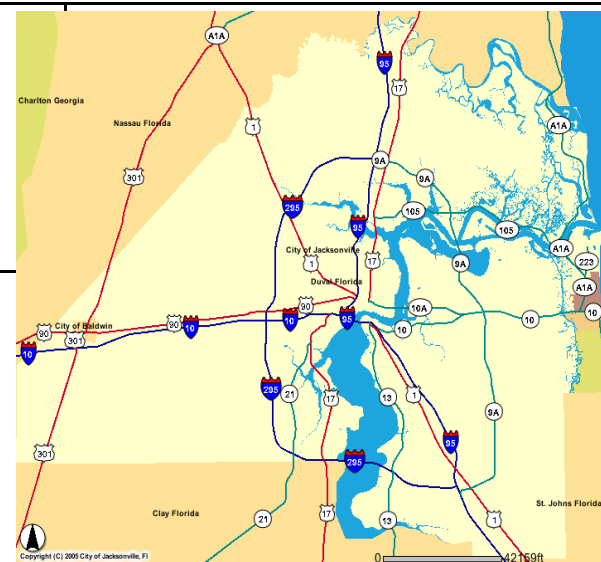 A1A
95
17
Charlton Georgia
Nassau Florida
1
A1A
301
9A
9A
295
105
95
105
City of Jacksonville
A1A
1
17
9A
223
Duval Florida
A1A
90
10A
90
10
95
10
10
City of Baldwin
10
10
90
301
10
295
21
17
13
1
9A
95
301
295
Clay Florida
St. Johns Florida
21
17
13
1
Copyright (C) 2005 City of Jacksonville, Fl
0 42159ft